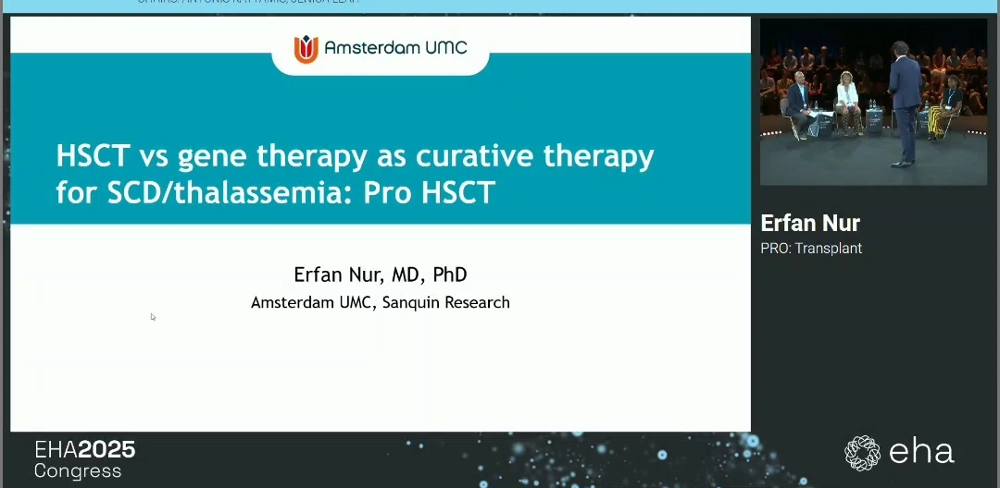 Amsterdam UMC
HSCT vs gene therapy as curative therapy
for SCD/thalassemia: Pro HSCT
Erfan Nur, MD, PhD
Amsterdam UMC, Sanquin Research
Erfan Nur
PRO: Transplant
EHA2025
Congress
eha